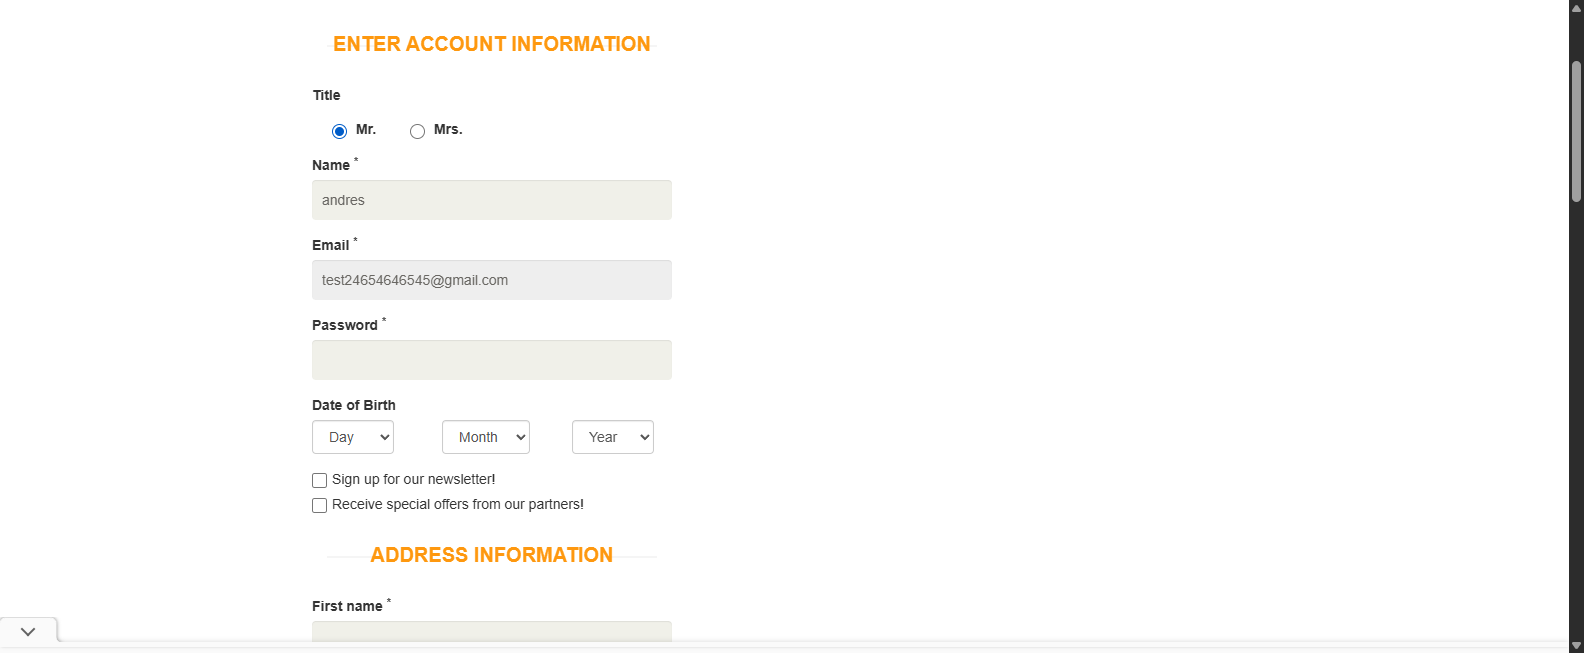 ENTER ACCOUNT INFORMATION
Title
Mr. Mrs.
Name *
andres
Email *
test24654646545@gmail.com
Password *
Date of Birth
Day Month Year
Sign up for our newsletter!
Receive special offers from our partners!
ADDRESS INFORMATION
First name *